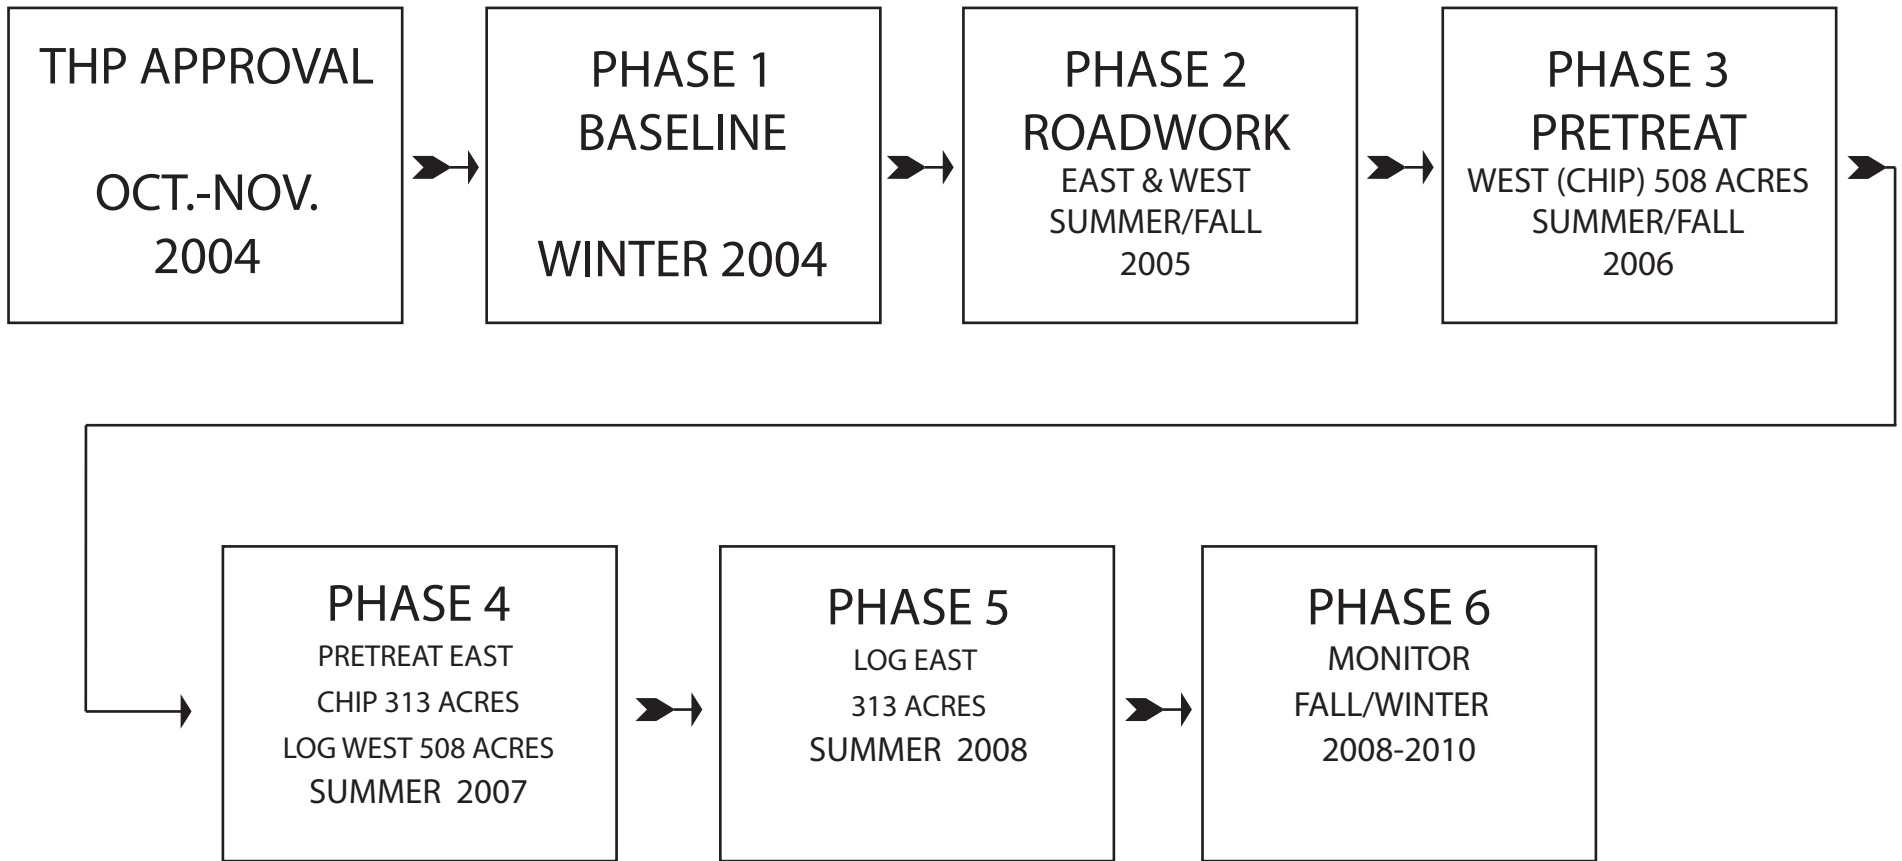 THP APPROVAL
OCT.-NOV.
2004
PHASE 1
BASELINE
WINTER 2004
PHASE 2
ROADWORK
EAST & WEST
SUMMER/FALL
2005
PHASE 3
PRETREAT
WEST (CHIP) 508 ACRES
SUMMER/FALL
2006
PHASE 4
PRETREAT EAST
CHIP 313 ACRES
LOG WEST 508 ACRES
SUMMER 2007
PHASE 5
LOG EAST
313 ACRES
SUMMER 2008
PHASE 6
MONITOR
FALL/WINTER
2008-2010